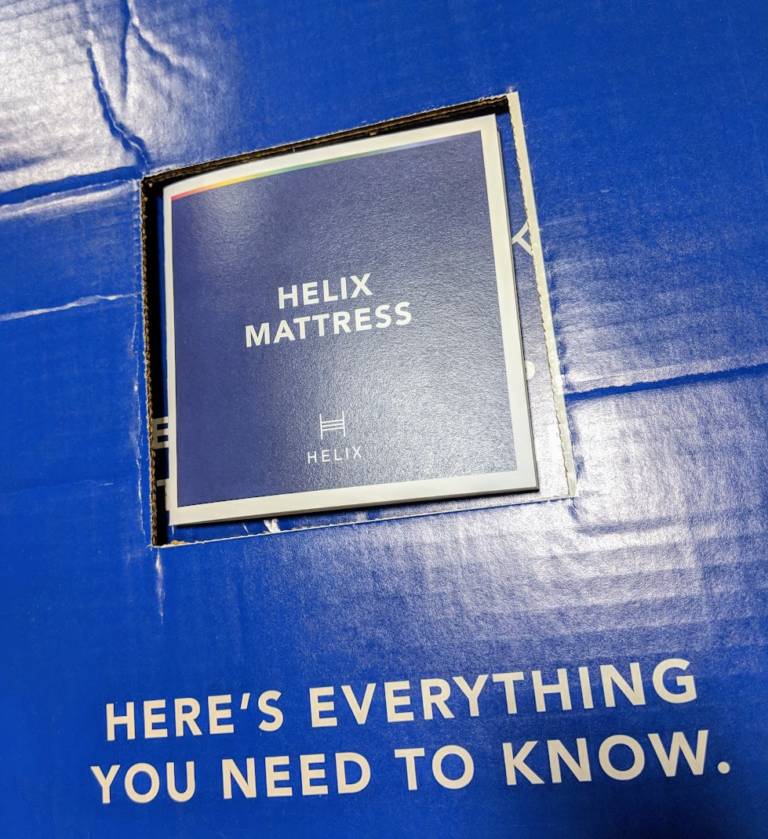 HELIX
MATTRESS
HELIX
HERE'S EVERYTHING
YOU NEED TO KNOW.